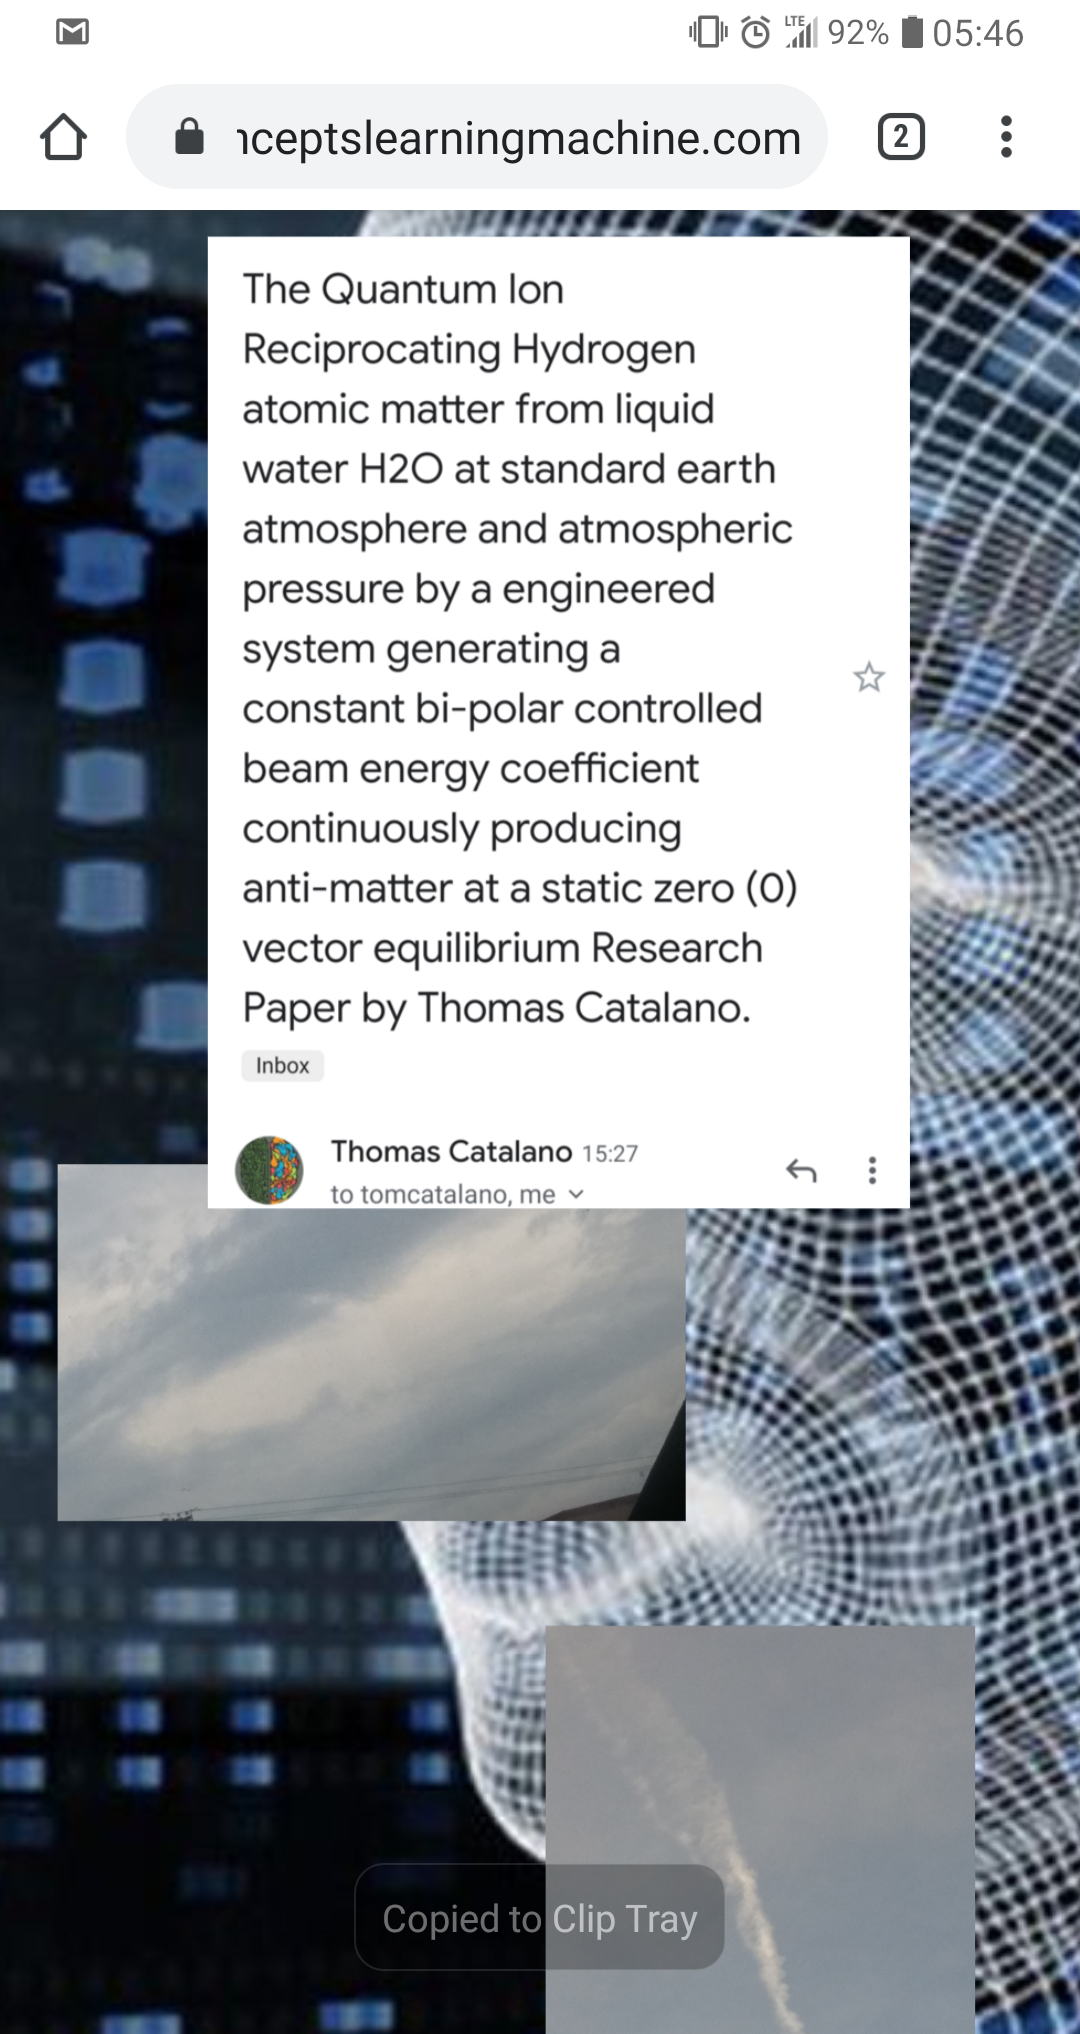 LTE 92% 05:46
nceptslearningmachine.com 2
The Quantum Ion
Reciprocating Hydrogen
atomic matter from liquid
water H2O at standard earth
atmosphere and atmospheric
pressure by a engineered
system generating a
constant bi-polar controlled
beam energy coefficient
continuously producing
anti-matter at a static zero (0)
vector equilibrium Research
Paper by Thomas Catalano.
Inbox
Thomas Catalano 15:27
to tomcatalano, me
Copied to Clip Tray